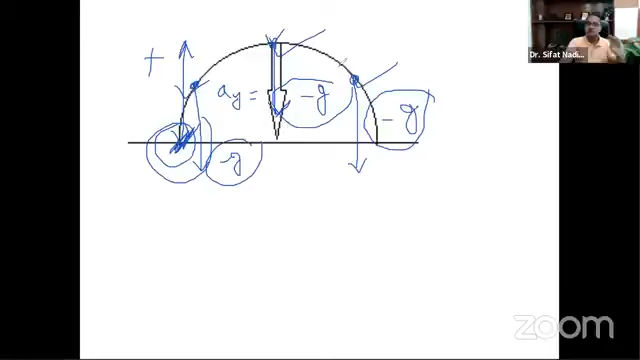 Dr. Sifat Nadi...
+
ay = -g
-g
-g
zoom